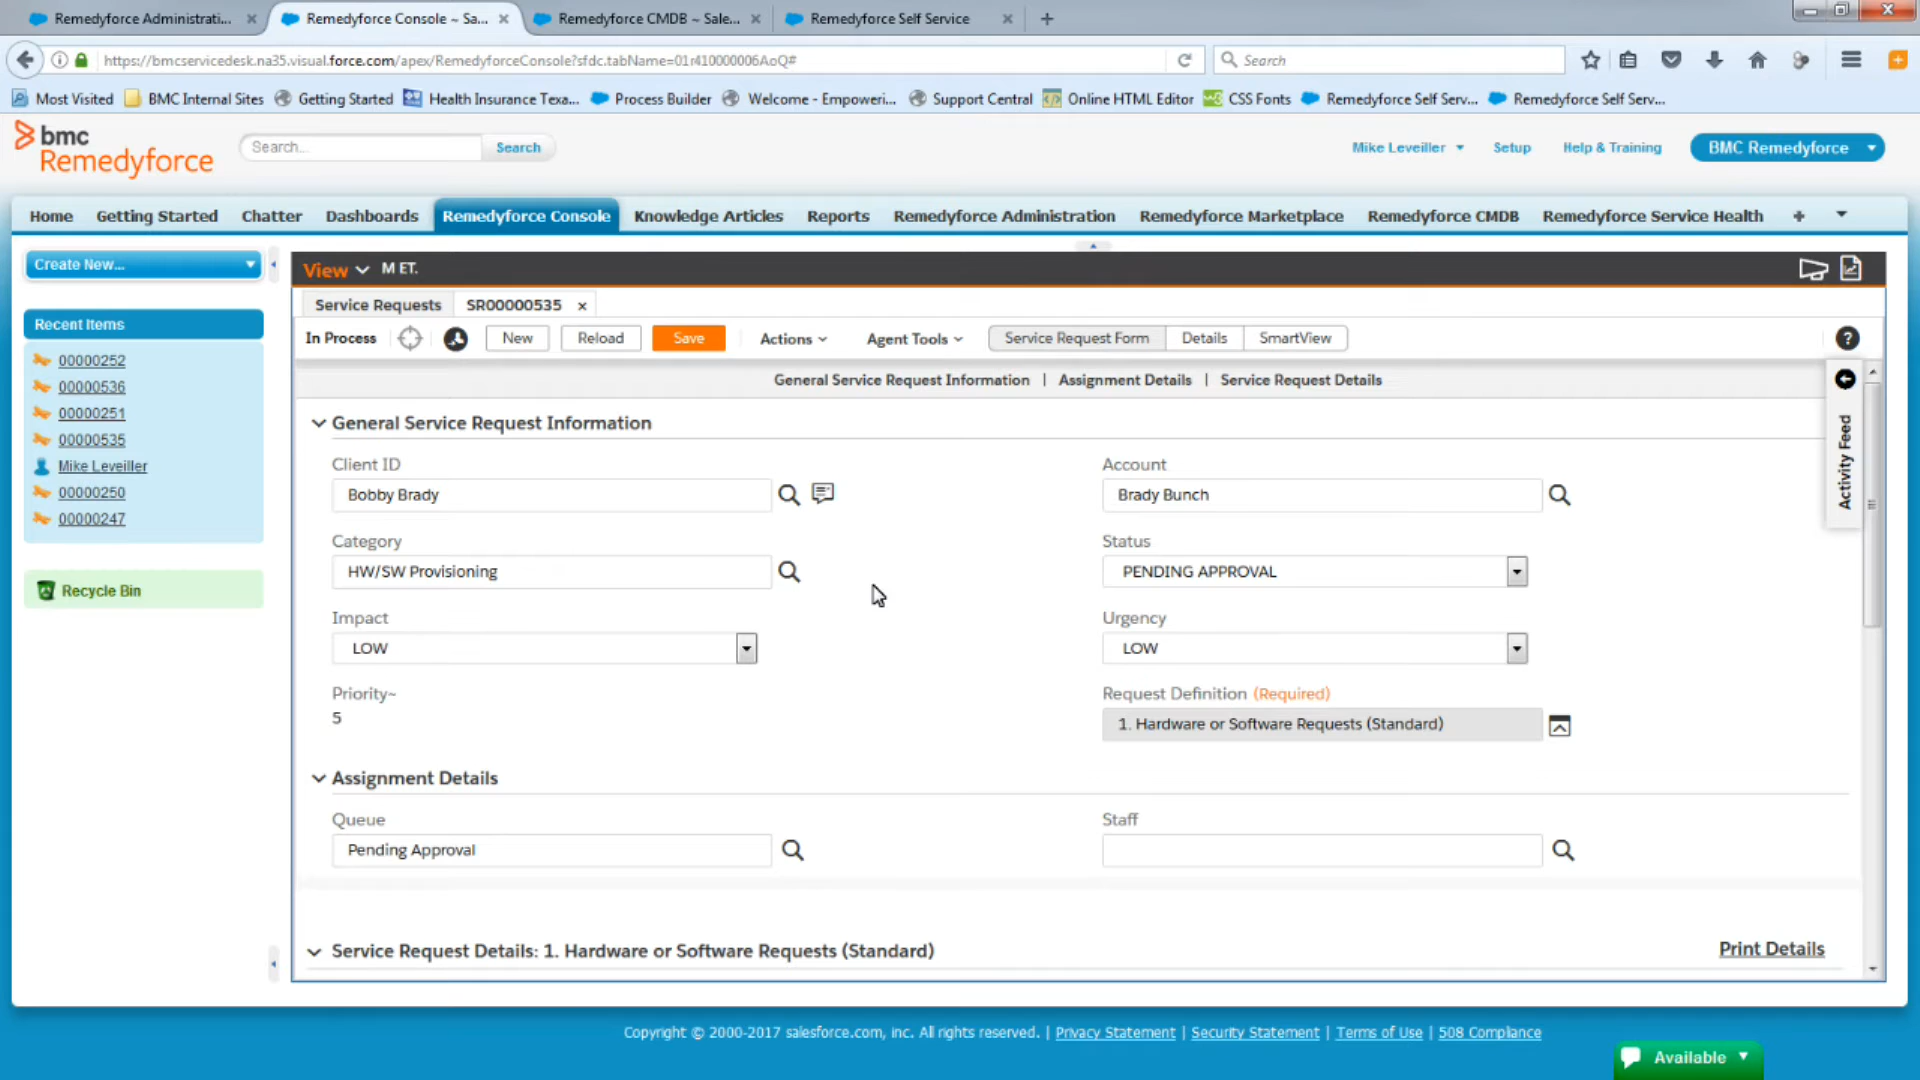 Remedyforce Administrati...
Remedyforce Console ~ Sa...
Remedyforce CMDB ~ Sale...
Remedyforce Self Service
https://bmcservicedesk.na35.visual.force.com/apex/RemedyforceConsole?sfdc.tabName=01r410000006AoQ#
Search
Most Visited
BMC Internal Sites
Getting Started
Health Insurance Texa...
Process Builder
Welcome - Empoweri...
Support Central
Online HTML Editor
CSS Fonts
Remedyforce Self Serv...
Remedyforce Self Serv...
bmc
Remedyforce
Search...
Search
Mike Leveiller
Setup
Help & Training
BMC Remedyforce
Home
Getting Started
Chatter
Dashboards
Remedyforce Console
Knowledge Articles
Reports
Remedyforce Administration
Remedyforce Marketplace
Remedyforce CMDB
Remedyforce Service Health
+
Create New...
Recent Items
00000252
00000536
00000251
00000535
Mike Leveiller
00000250
00000247
Recycle Bin
View
M ET.
Service Requests
SR00000535
In Process
New
Reload
Save
Actions
Agent Tools
Service Request Form
Details
SmartView
General Service Request Information | Assignment Details | Service Request Details
Activity Feed
General Service Request Information
Client ID
Bobby Brady
Account
Brady Bunch
Category
HW/SW Provisioning
Status
PENDING APPROVAL
Impact
LOW
Urgency
LOW
Priority~
5
Request Definition (Required)
1. Hardware or Software Requests (Standard)
Assignment Details
Queue
Pending Approval
Staff
Service Request Details: 1. Hardware or Software Requests (Standard)
Print Details
Copyright © 2000-2017 salesforce.com, inc. All rights reserved. | Privacy Statement | Security Statement | Terms of Use | 508 Compliance
Available